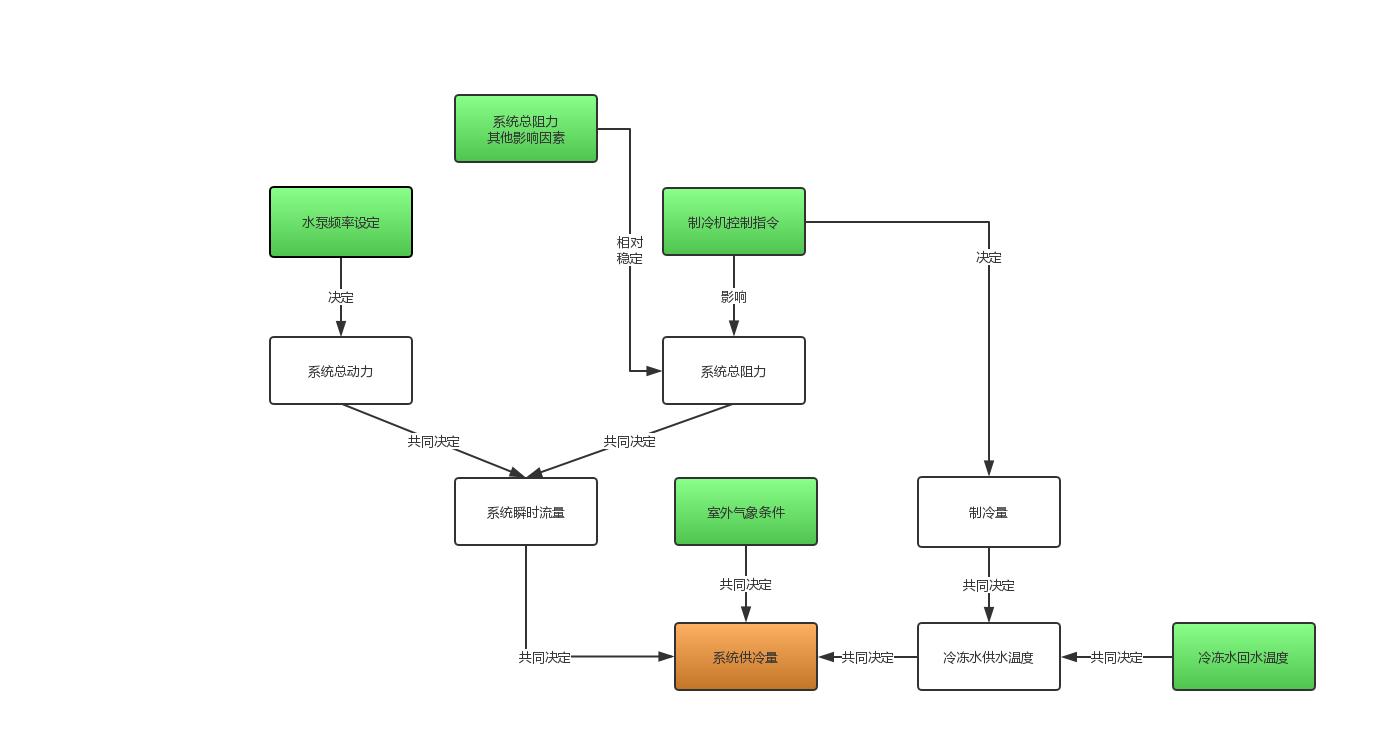 系统总阻力
其他影响因素
水泵频率设定
制冷机控制指令
相对
稳定
决定
决定
影响
系统总动力
系统总阻力
共同决定
共同决定
系统瞬时流量
室外气象条件
制冷量
共同决定
共同决定
共同决定
系统供冷量
共同决定
冷冻水供水温度
共同决定
冷冻水回水温度